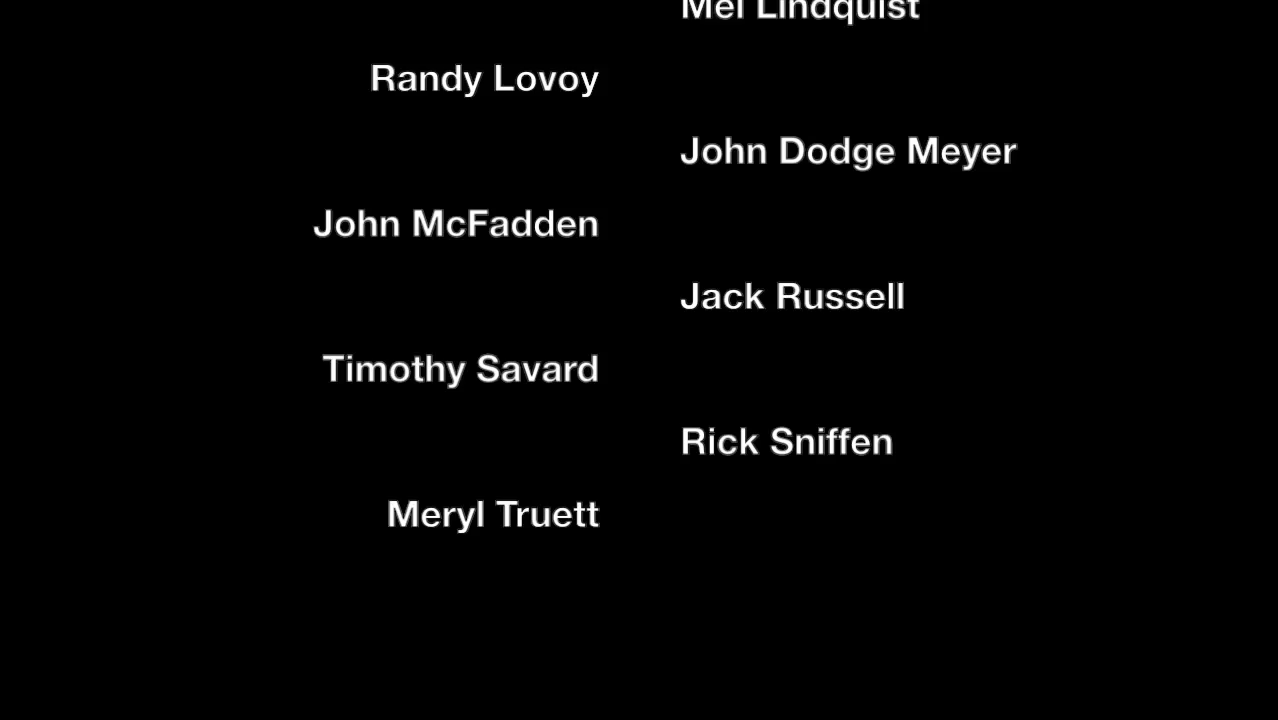 Mel Lindquist
Randy Lovoy
John Dodge Meyer
John McFadden
Jack Russell
Timothy Savard
Rick Sniffen
Meryl Truett